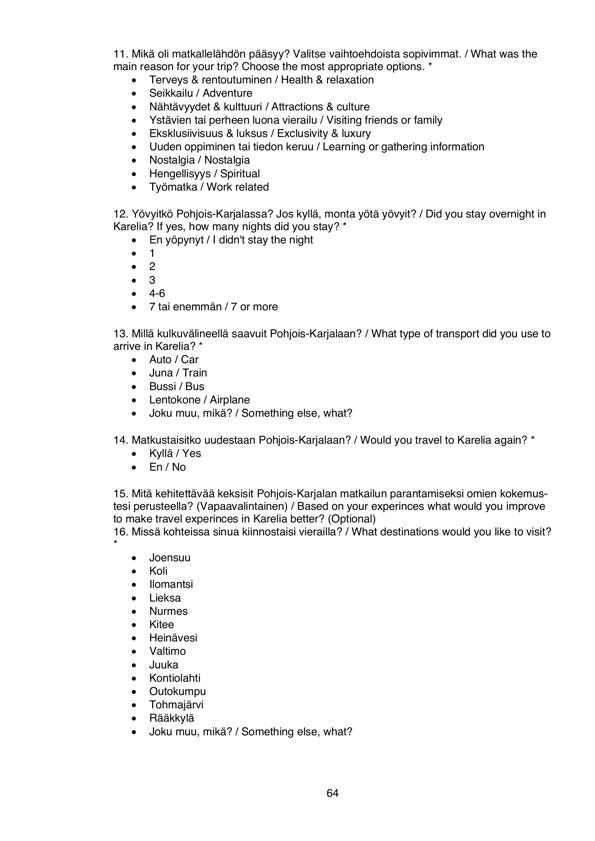 11. Mikä oli matkallelähdön pääsyy? Valitse vaihtoehdoista sopivimmat. / What was the
main reason for your trip? Choose the most appropriate options. *
• Terveys & rentoutuminen / Health & relaxation
• Seikkailu / Adventure
• Nähtävyydet & kulttuuri / Attractions & culture
• Ystävien tai perheen luona vierailu / Visiting friends or family
• Eksklusiivisuus & luksus / Exclusivity & luxury
• Uuden oppiminen tai tiedon keruu / Learning or gathering information
• Nostalgia / Nostalgia
• Hengellisyys / Spiritual
• Työmatka / Work related
12. Yövyitkö Pohjois-Karjalassa? Jos kyllä, monta yötä yövyit? / Did you stay overnight in
Karelia? If yes, how many nights did you stay? *
• En yöpynyt / I didn't stay the night
• 1
• 2
• 3
• 4-6
• 7 tai enemmän / 7 or more
13. Millä kulkuvälineellä saavuit Pohjois-Karjalaan? / What type of transport did you use to
arrive in Karelia? *
• Auto / Car
• Juna / Train
• Bussi / Bus
• Lentokone / Airplane
• Joku muu, mikä? / Something else, what?
14. Matkustaisitko uudestaan Pohjois-Karjalaan? / Would you travel to Karelia again? *
• Kyllä / Yes
• En / No
15. Mitä kehitettävää keksisit Pohjois-Karjalan matkailun parantamiseksi omien kokemus-
tesi perusteella? (Vapaavalintainen) / Based on your experinces what would you improve
to make travel experinces in Karelia better? (Optional)
16. Missä kohteissa sinua kiinnostaisi vierailla? / What destinations would you like to visit?
*
• Joensuu
• Koli
• Ilomantsi
• Lieksa
• Nurmes
• Kitee
• Heinävesi
• Valtimo
• Juuka
• Kontiolahti
• Outokumpu
• Tohmajärvi
• Rääkkylä
• Joku muu, mikä? / Something else, what?
64